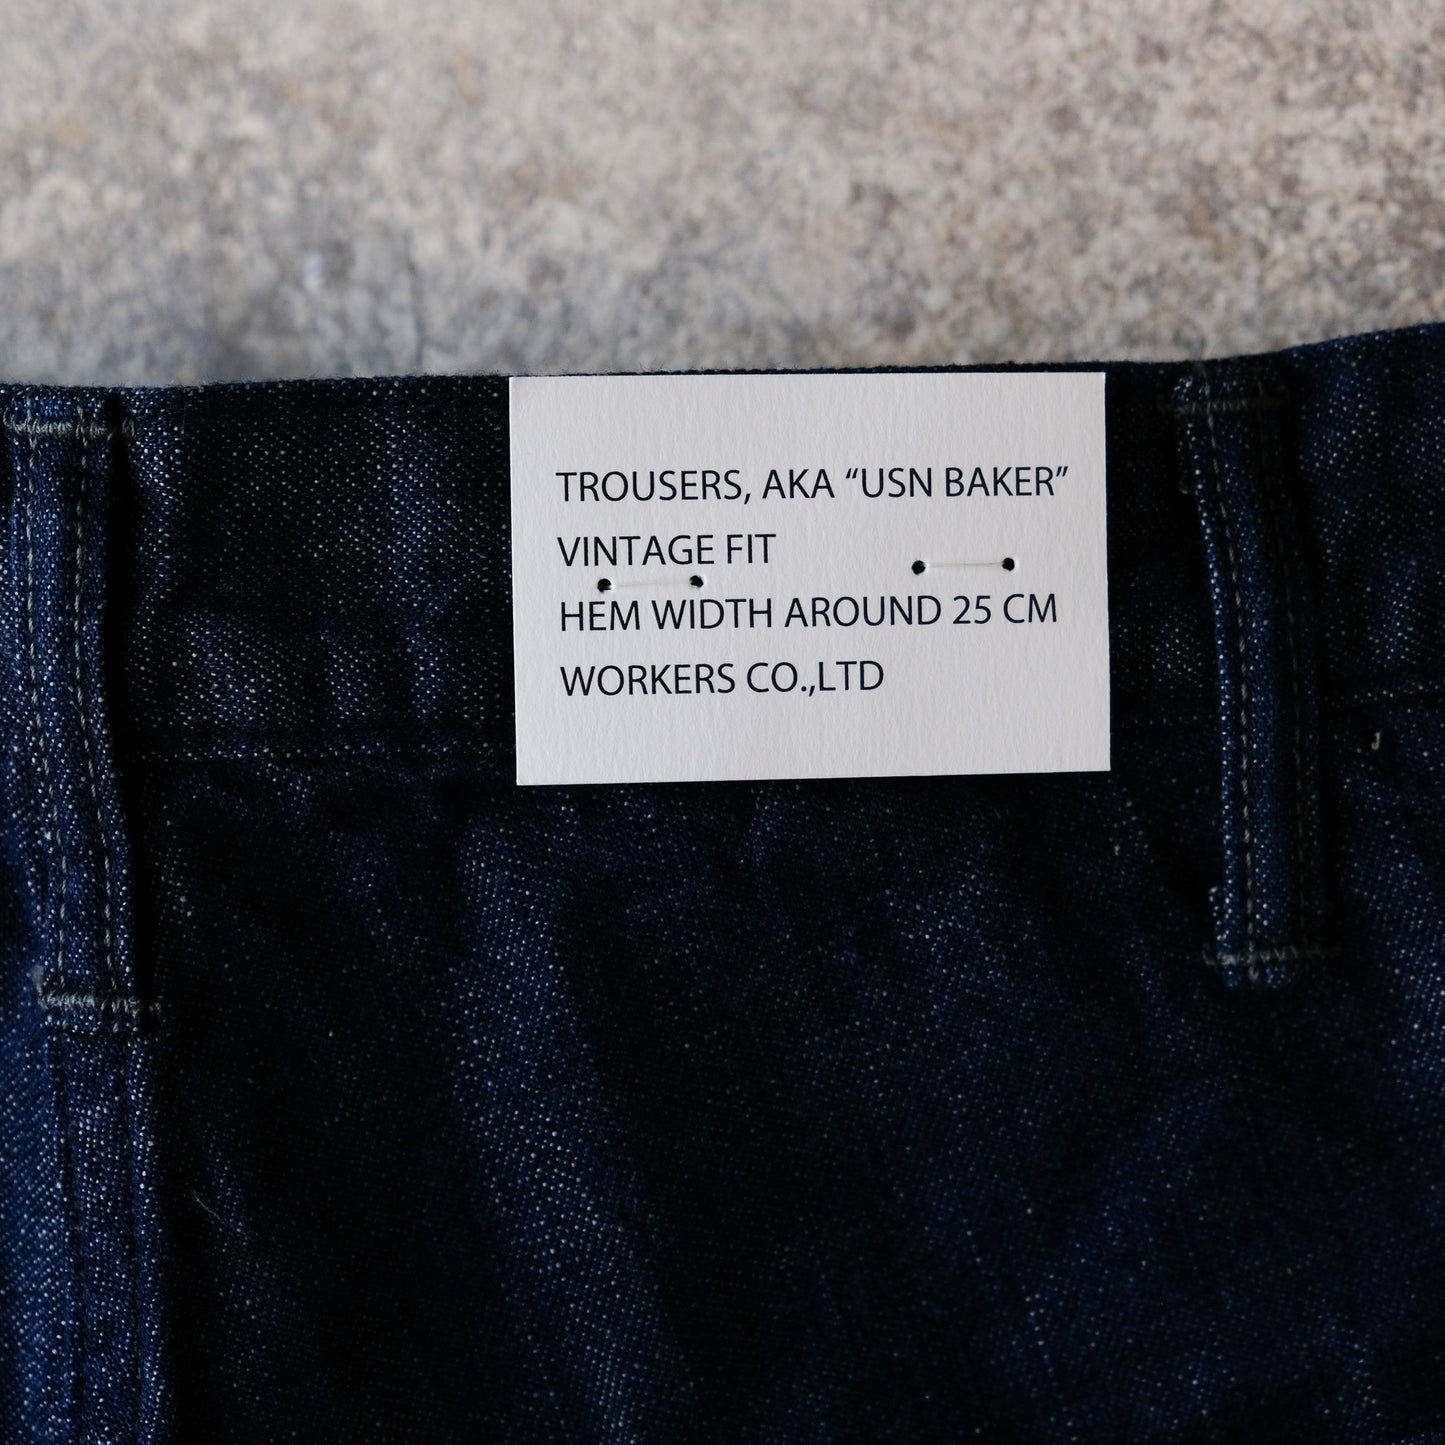 TROUSERS, AKA “USN BAKER”
VINTAGE FIT
HEM WIDTH AROUND 25 CM
WORKERS CO.,LTD